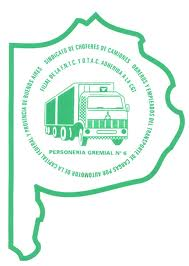 SINDICATO DE CHOFERES DE CAMIONES OBREROS Y EMPLEADOS DEL TRANSPORTE DE CARGAS POR AUTOMOTOR DE LA CAPITAL FEDERAL Y PROVINCIA DE BUENOS AIRES
FILIAL DE LA F.N.T.C. Y O.T.A.C. ADHERIDA A LA CGT
PERSONERIA GREMIAL Nº 6